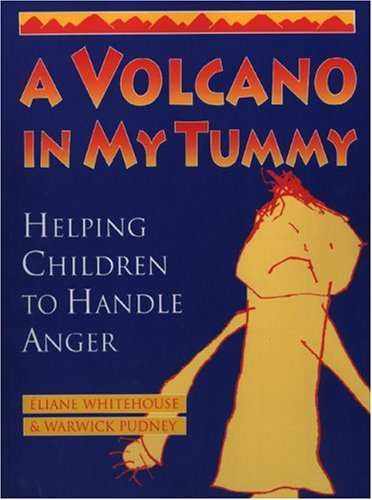 A VOLCANO
IN MY TUMMY
HELPING
CHILDREN
TO HANDLE
ANGER
ÉLIANE WHITEHOUSE
& WARWICK PUDNEY